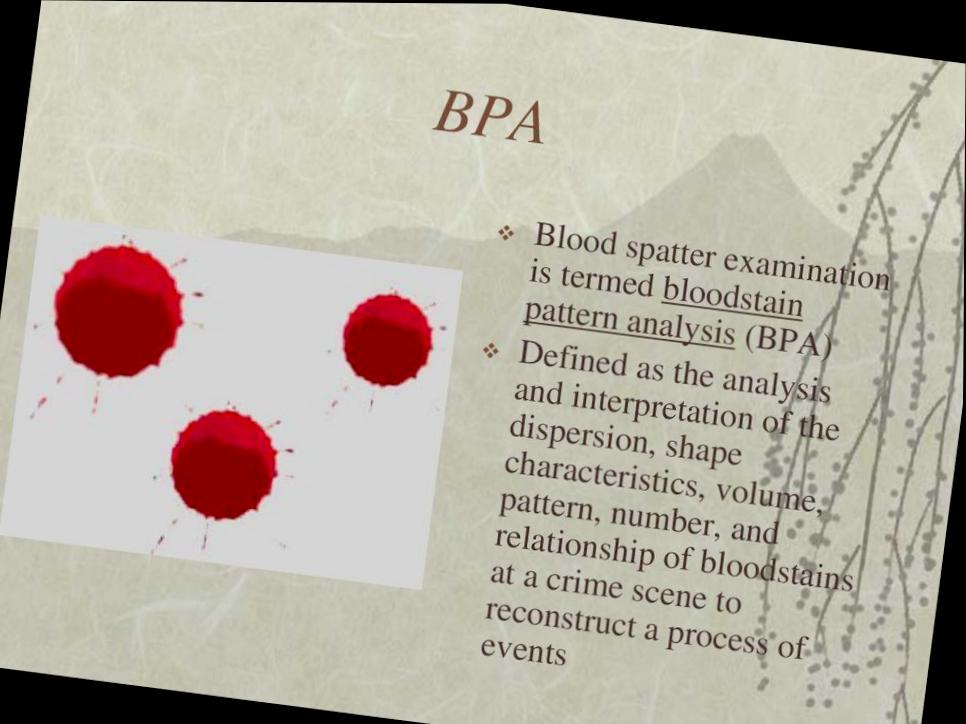 BPA
Blood spatter examination
is termed bloodstain
pattern analysis (BPA)
Defined as the analysis
and interpretation of the
dispersion, shape
characteristics, volume,
pattern, number, and
relationship of bloodstains
at a crime scene to
reconstruct a process of
events